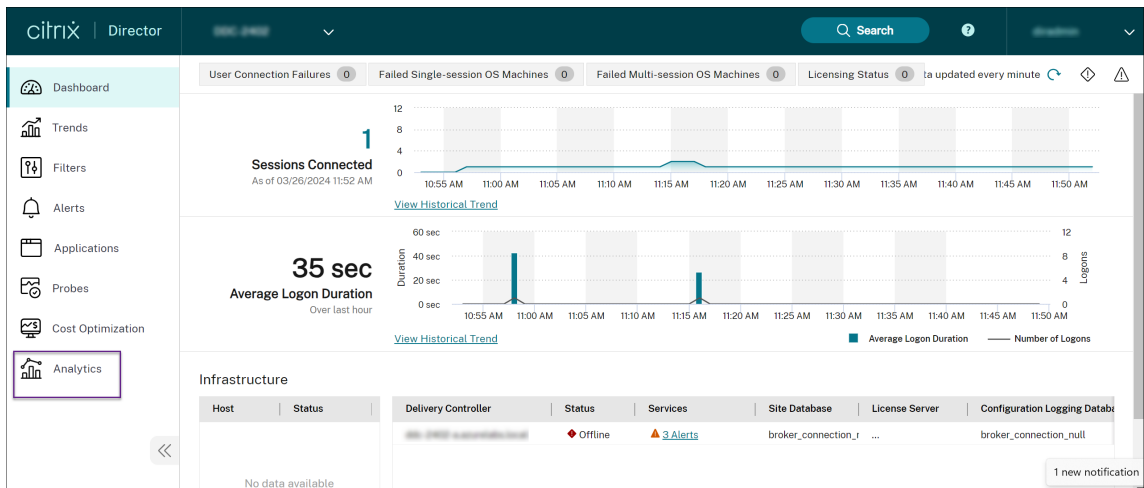 citrix | Director
Search
?
Dashboard
Trends
Filters
Alerts
Applications
Probes
Cost Optimization
Analytics
User Connection Failures 0 Failed Single-session OS Machines 0 Failed Multi-session OS Machines 0 Licensing Status 0 ta updated every minute
1
Sessions Connected
As of 03/26/2024 11:52 AM
12
8
4
0
10:55 AM 11:00 AM 11:05 AM 11:10 AM 11:15 AM 11:20 AM 11:25 AM 11:30 AM 11:35 AM 11:40 AM 11:45 AM 11:50 AM
View Historical Trend
35 sec
Average Logon Duration
Over last hour
Duration
60 sec
40 sec
20 sec
0 sec
12
8
4
0
Logons
10:55 AM 11:00 AM 11:05 AM 11:10 AM 11:15 AM 11:20 AM 11:25 AM 11:30 AM 11:35 AM 11:40 AM 11:45 AM 11:50 AM
View Historical Trend
Average Logon Duration Number of Logons
Infrastructure
Host Status
No data available
Delivery Controller Status Services Site Database License Server Configuration Logging Databa
Offline 3 Alerts broker_connection_r ... broker_connection_null
1 new notification